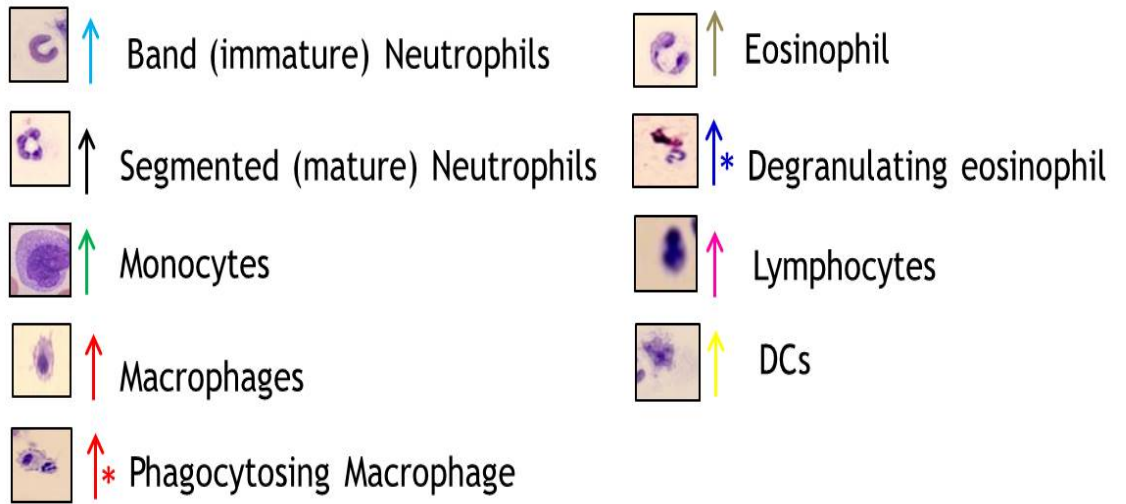 Band (immature) Neutrophils
Segmented (mature) Neutrophils
Monocytes
Macrophages
* Phagocytosing Macrophage
Eosinophil
* Degranulating eosinophil
Lymphocytes
DCs